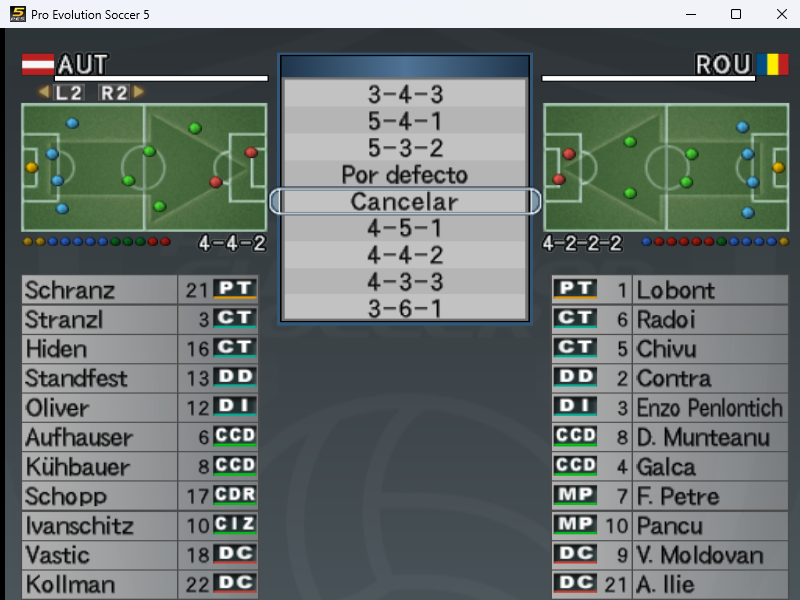 Pro Evolution Soccer 5
AUT
ROU
L2 R2
3-4-3
5-4-1
5-3-2
Por defecto
Cancelar
4-5-1
4-4-2
4-3-3
3-6-1
4-4-2
4-2-2-2
Schranz 21 PT
Stranzl 3 CT
Hiden 16 CT
Standfest 13 DD
Oliver 12 DI
Aufhauser 6 CCD
Kühbauer 8 CCD
Schopp 17 CDR
Ivanschitz 10 CIZ
Vastic 18 DC
Kollman 22 DC
PT 1 Lobont
CT 6 Radoi
CT 5 Chivu
DD 2 Contra
DI 3 Enzo Penlontich
CCD 8 D. Munteanu
CCD 4 Galca
MP 7 F. Petre
MP 10 Pancu
DC 9 V. Moldovan
DC 21 A. Ilie